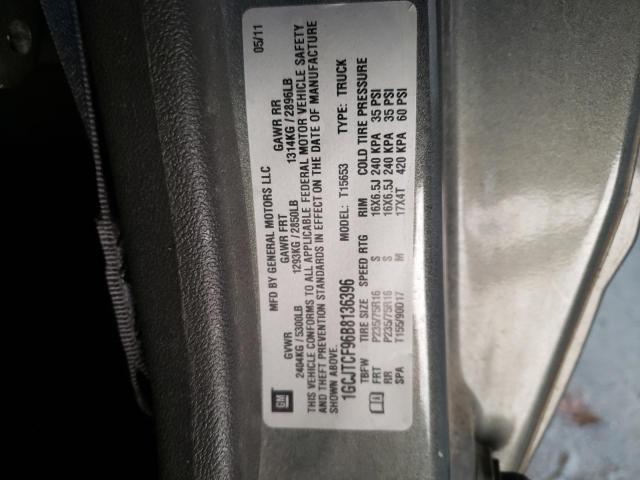 MFD BY GENERAL MOTORS LLC 05/11
GVWR GAWR FRT GAWR RR
2404KG / 5300LB 1293KG / 2850LB 1314KG / 2896LB
THIS VEHICLE CONFORMS TO ALL APPLICABLE FEDERAL MOTOR VEHICLE SAFETY
AND THEFT PREVENTION STANDARDS IN EFFECT ON THE DATE OF MANUFACTURE
SHOWN ABOVE.
GM
1GCJTCF96B8136396 MODEL: T15653 TYPE: TRUCK
TBFW TIRE SIZE SPEED RTG RIM COLD TIRE PRESSURE
FRT P235/75R16 S 16X6.5J 240 KPA 35 PSI
RR P235/75R16 S 16X6.5J 240 KPA 35 PSI
SPA T155/90D17 M 17X4T 420 KPA 60 PSI